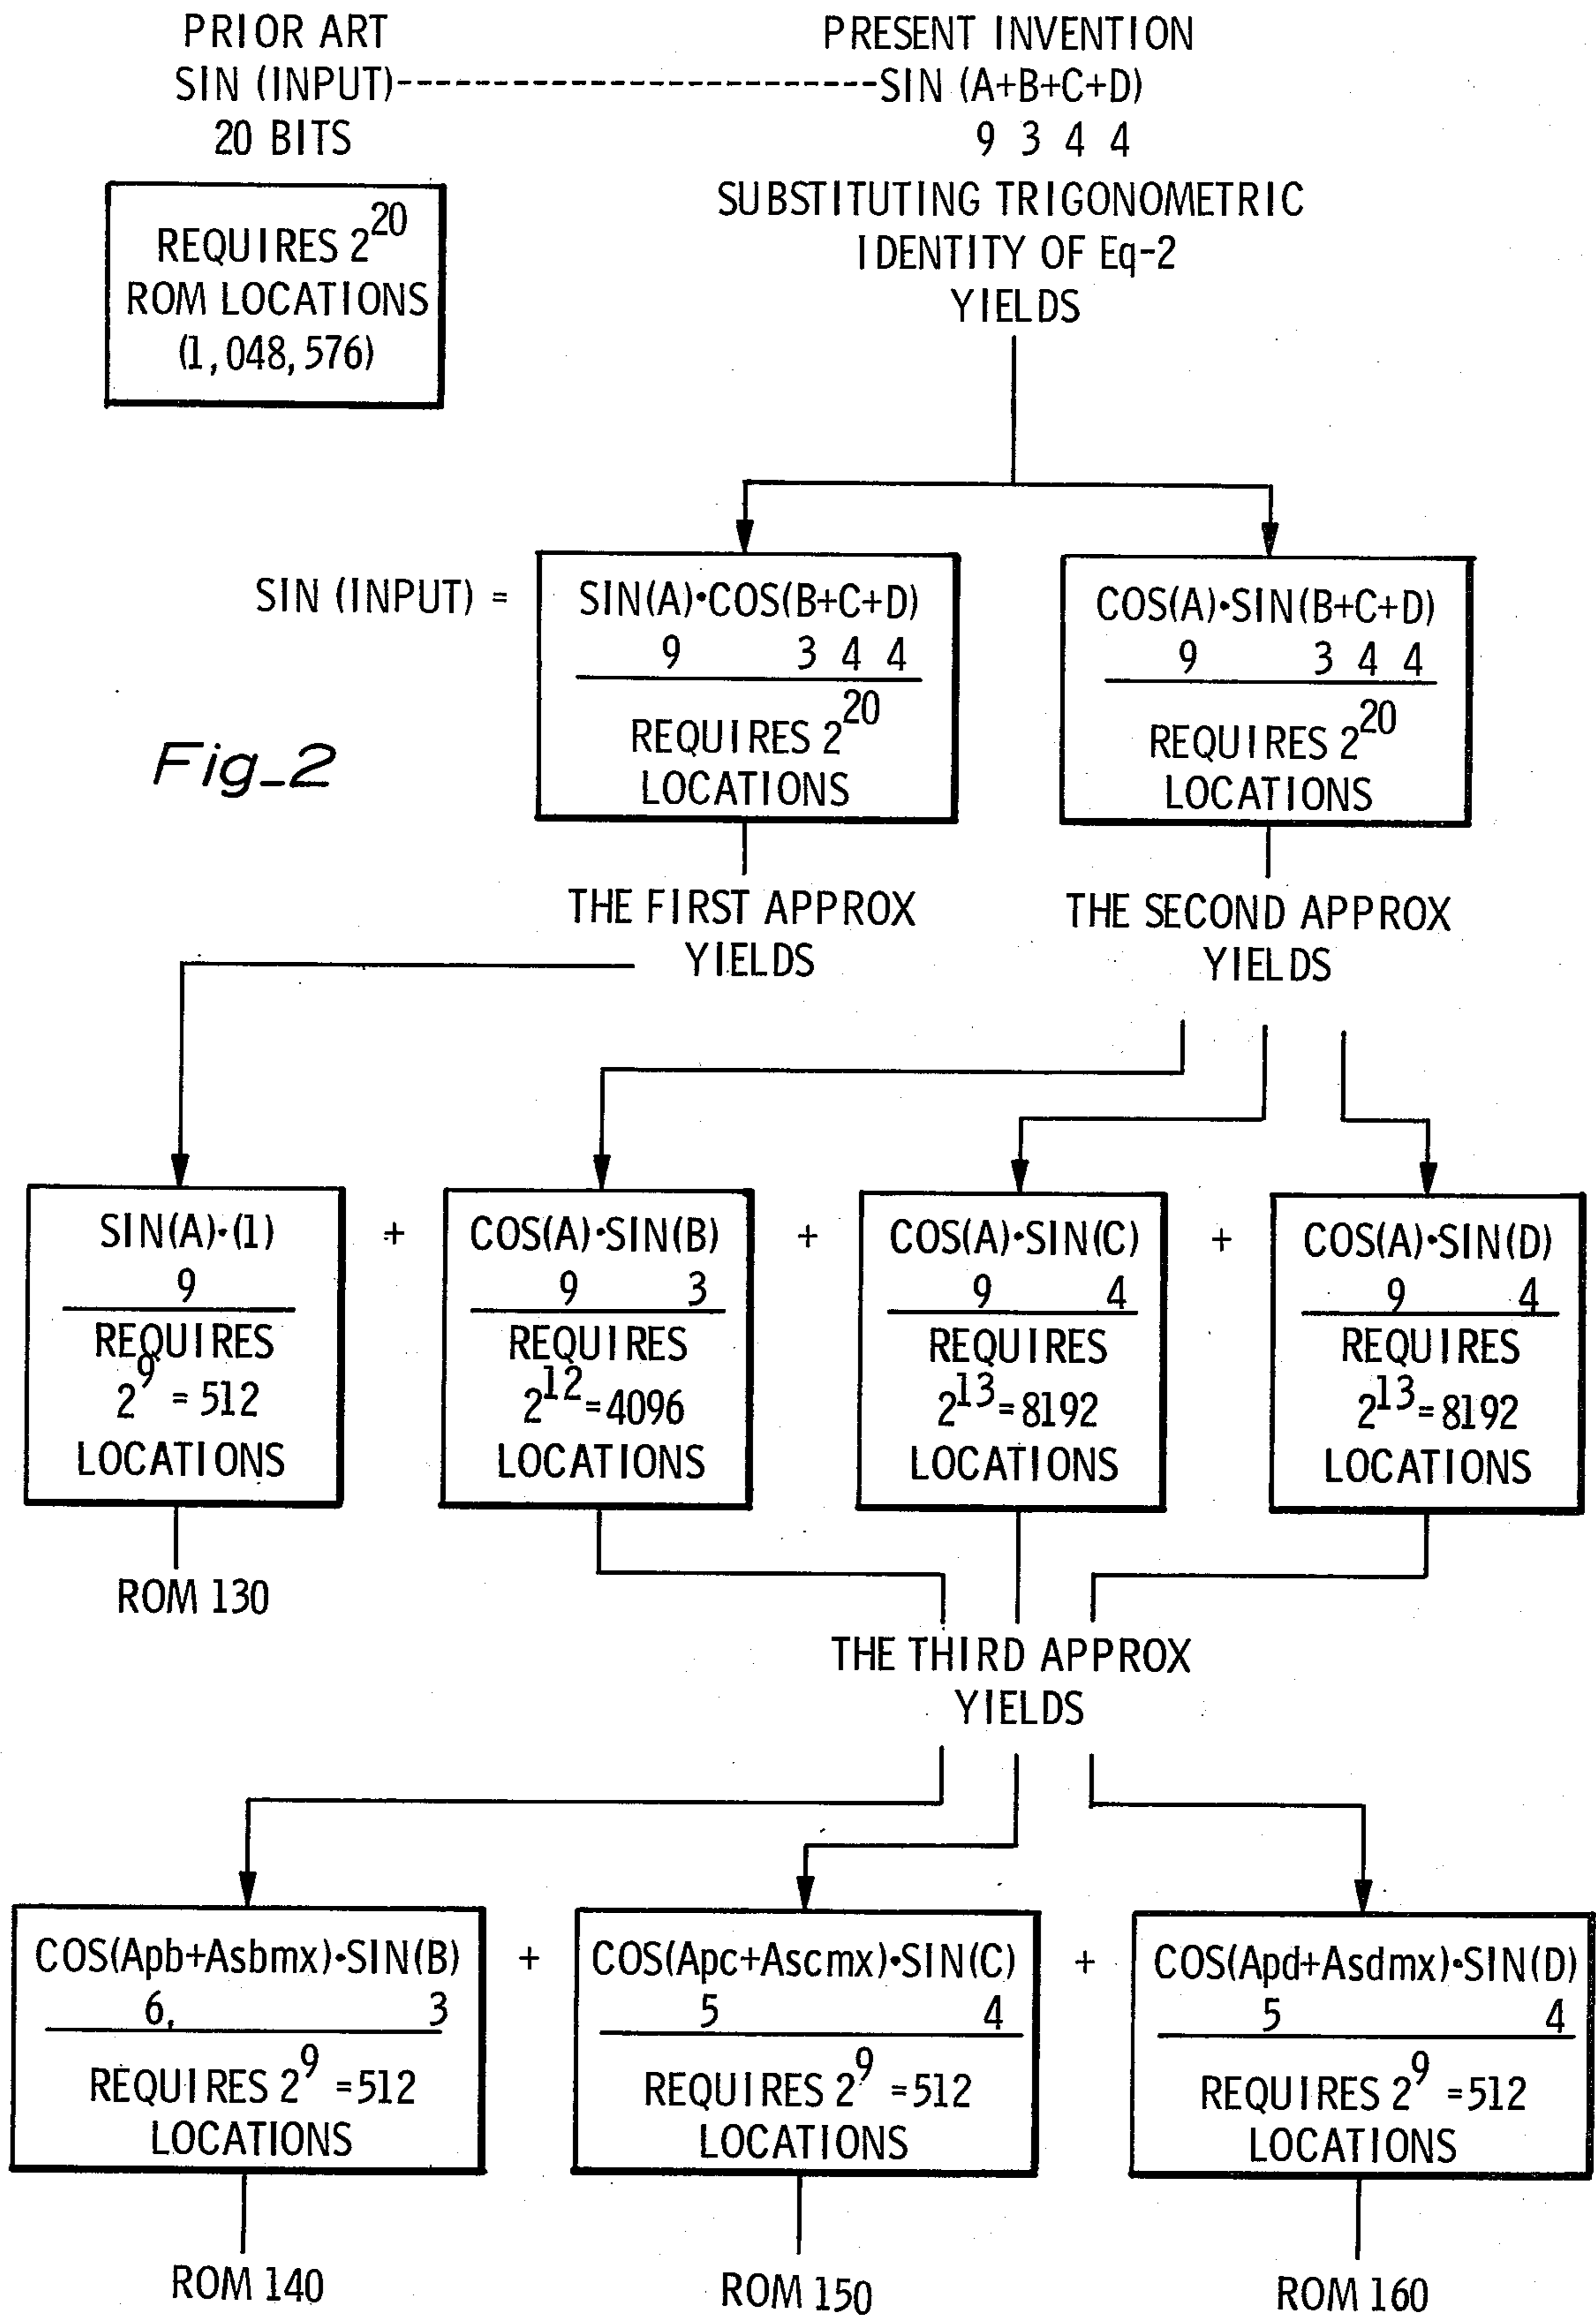 PRIOR ART
SIN (INPUT)-----------------------SIN (A+B+C+D)
20 BITS
PRESENT INVENTION
9 3 4 4
REQUIRES 2^20
ROM LOCATIONS
(1,048,576)
SUBSTITUTING TRIGONOMETRIC
IDENTITY OF Eq-2
YIELDS
SIN (INPUT) =
SIN(A)•COS(B+C+D)
9 3 4 4
REQUIRES 2^20
LOCATIONS
COS(A)•SIN(B+C+D)
9 3 4 4
REQUIRES 2^20
LOCATIONS
Fig_2
THE FIRST APPROX
YIELDS
THE SECOND APPROX
YIELDS
SIN(A)•(1)
9
REQUIRES
2^9 = 512
LOCATIONS
+
COS(A)•SIN(B)
9 3
REQUIRES
2^12=4096
LOCATIONS
+
COS(A)•SIN(C)
9 4
REQUIRES
2^13=8192
LOCATIONS
+
COS(A)•SIN(D)
9 4
REQUIRES
2^13=8192
LOCATIONS
ROM 130
THE THIRD APPROX
YIELDS
COS(Apb+Asbmx)•SIN(B)
6, 3
REQUIRES 2^9 =512
LOCATIONS
+
COS(Apc+Ascmx)•SIN(C)
5 4
REQUIRES 2^9 =512
LOCATIONS
+
COS(Apd+Asdmx)•SIN(D)
5 4
REQUIRES 2^9 =512
LOCATIONS
ROM 140
ROM 150
ROM 160